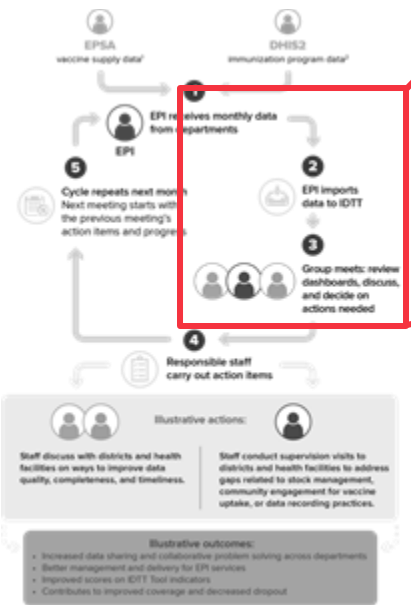 EPSA
vaccine supply data¹
DHIS2
immunization program data²
1
EPI receives monthly data
from departments
EPI
2
EPI imports
data to IDTT
3
Group meets: review
dashboards, discuss,
and decide on
actions needed
5
Cycle repeats next month
Next meeting starts with
the previous meeting's
action items and progress
4
Responsible staff
carry out action items
Illustrative actions:
Staff discuss with districts and health
facilities on ways to improve data
quality, completeness, and timeliness.
Staff conduct supervision visits to
districts and health facilities to address
gaps related to stock management,
community engagement for vaccine
uptake, or data recording practices.
Illustrative outcomes:
• Increased data sharing and collaborative problem solving across departments
• Better management and delivery for EPI services
• Improved scores on IDTT Tool indicators
• Contributes to improved coverage and decreased dropout